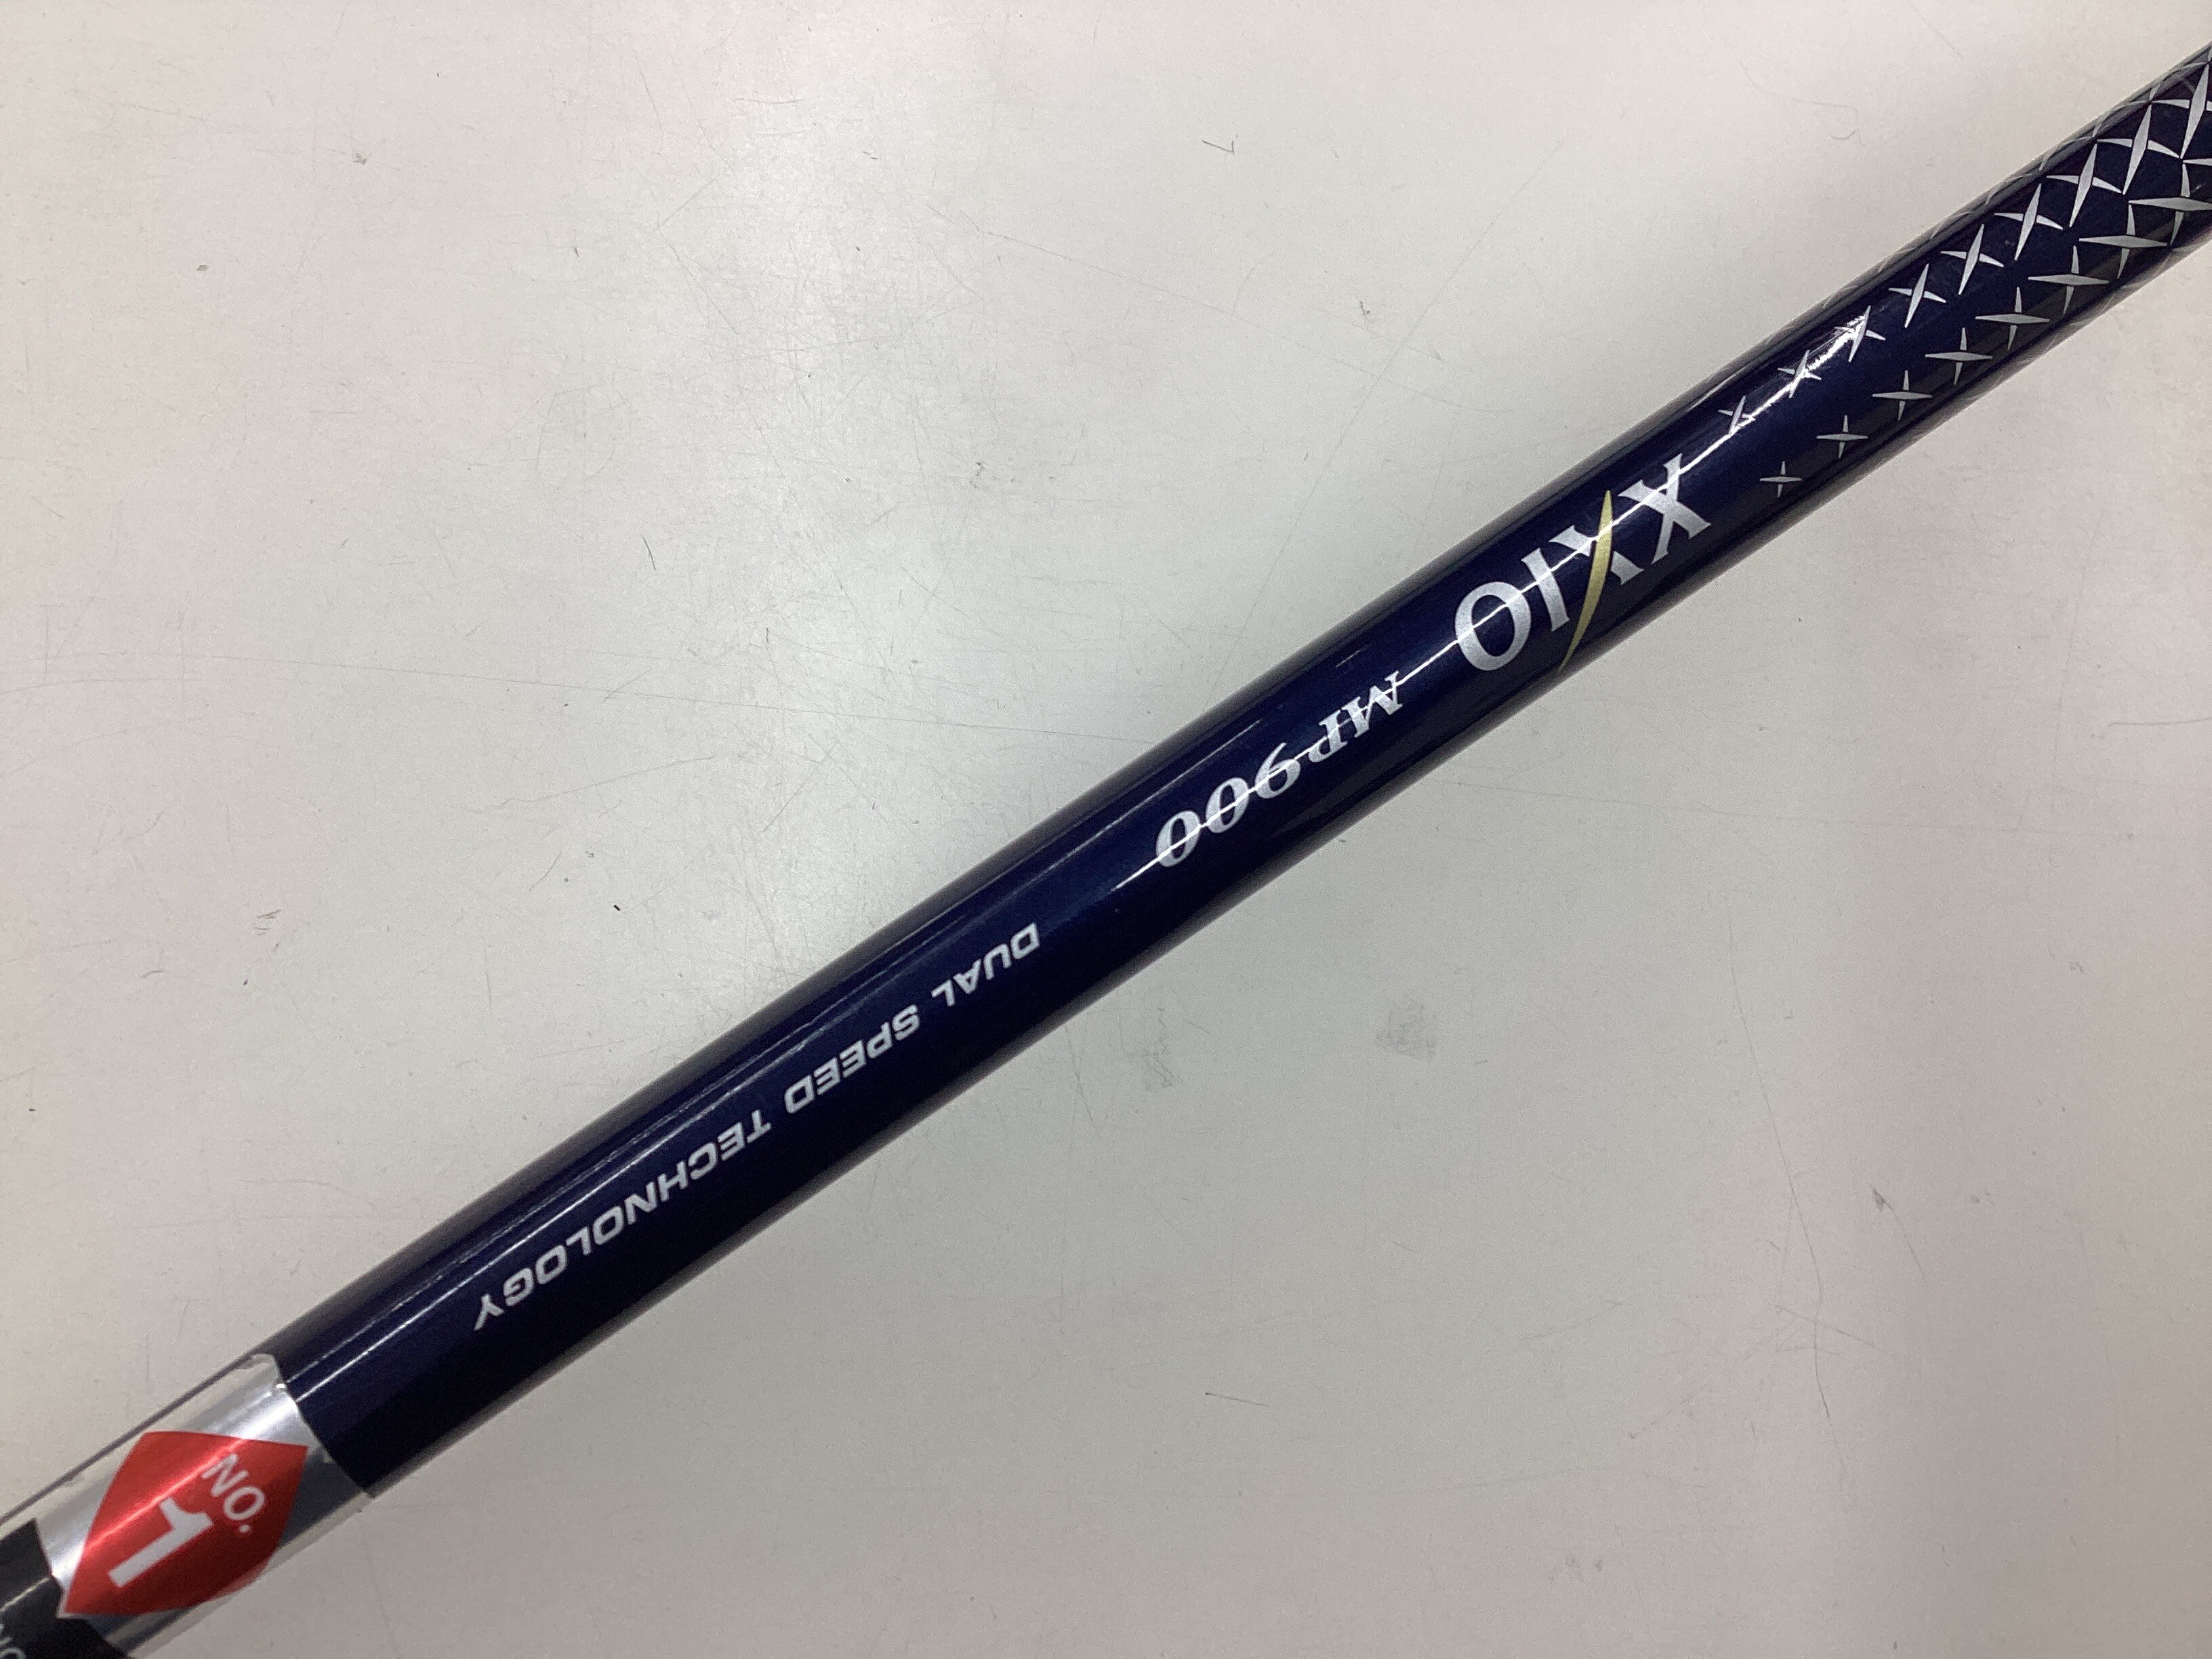 XXIO
MP900
DUAL SPEED TECHNOLOGY
NO.
1